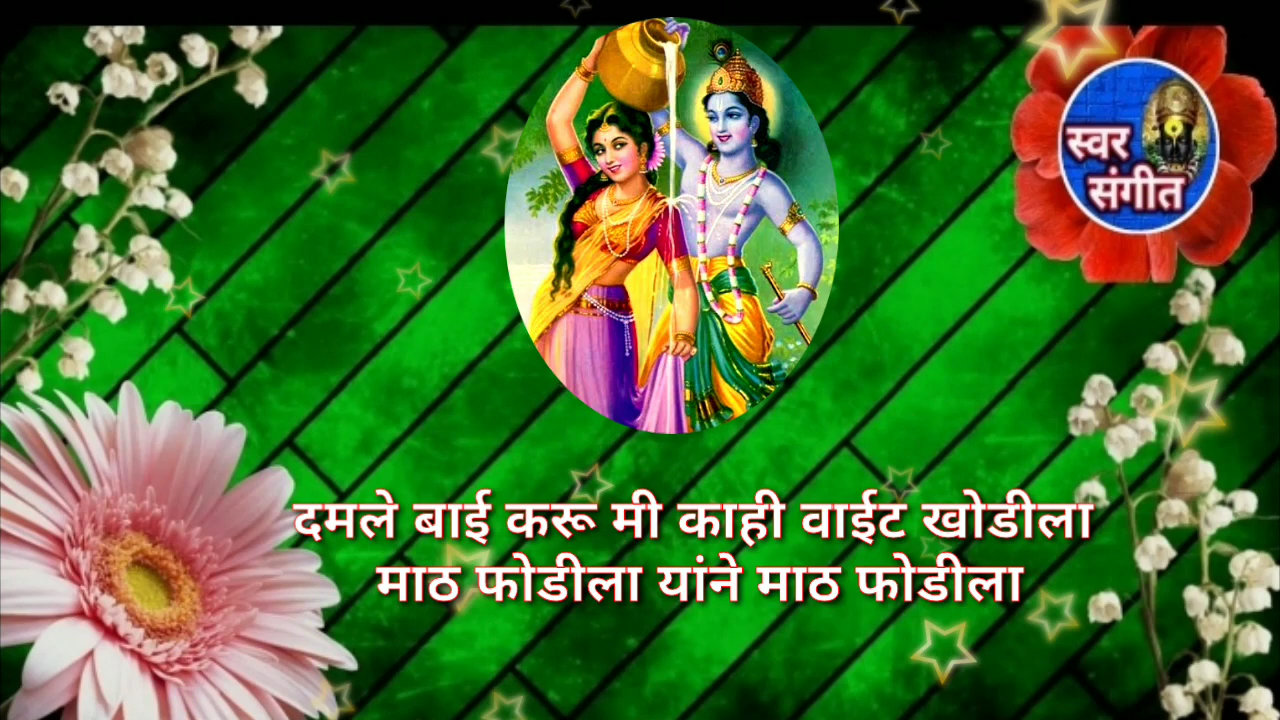 स्वर
संगीत
दमले बाई करू मी काही वाईट खोडीला
माठ फोडीला यांने माठ फोडीला